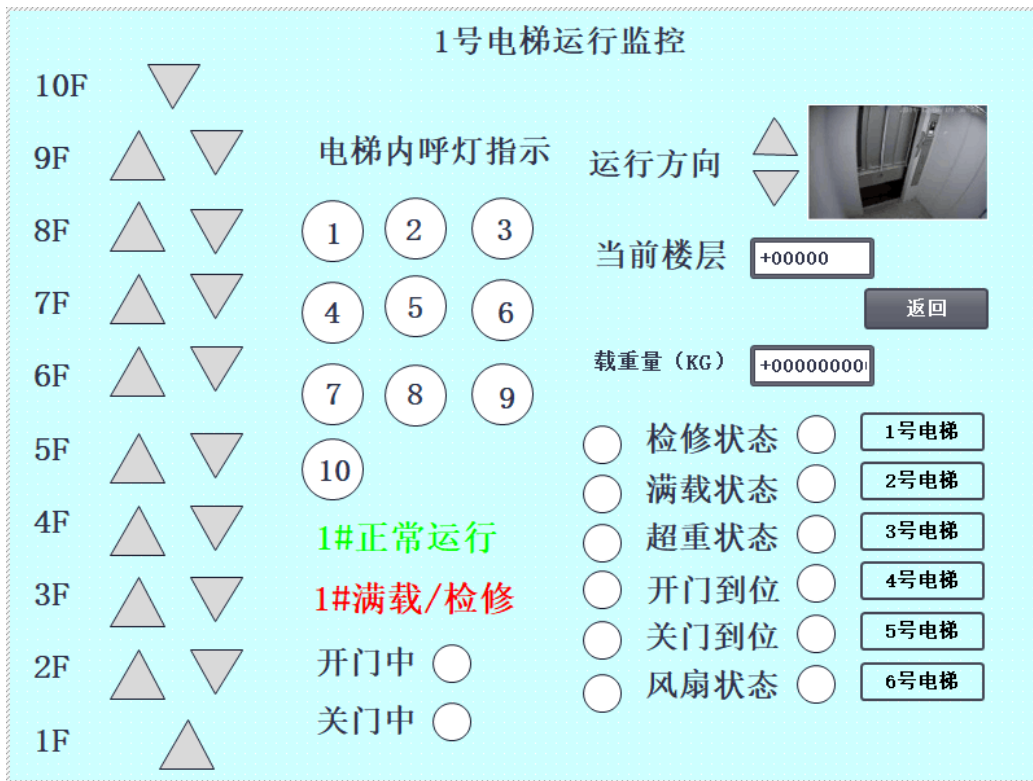 1号电梯运行监控
10F
9F
8F
7F
6F
5F
4F
3F
2F
1F
电梯内呼灯指示
1
2
3
4
5
6
7
8
9
10
1#正常运行
1#满载/检修
开门中
关门中
运行方向
当前楼层
+00000
返回
载重量（KG）
+000000000
检修状态
满载状态
超重状态
开门到位
关门到位
风扇状态
1号电梯
2号电梯
3号电梯
4号电梯
5号电梯
6号电梯